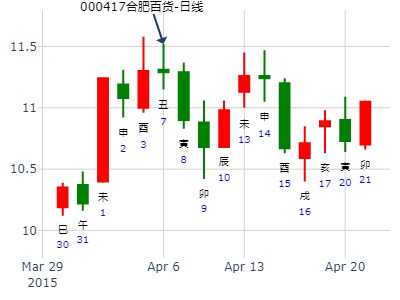 000417合肥百货-日线
11.5
11
10.5
10
巳
30
午
31
未
1
申
2
酉
3
丑
7
寅
8
卯
9
辰
10
未
13
申
14
酉
15
戌
16
亥
17
寅
20
卯
21
Mar 29
2015
Apr 6
Apr 13
Apr 20